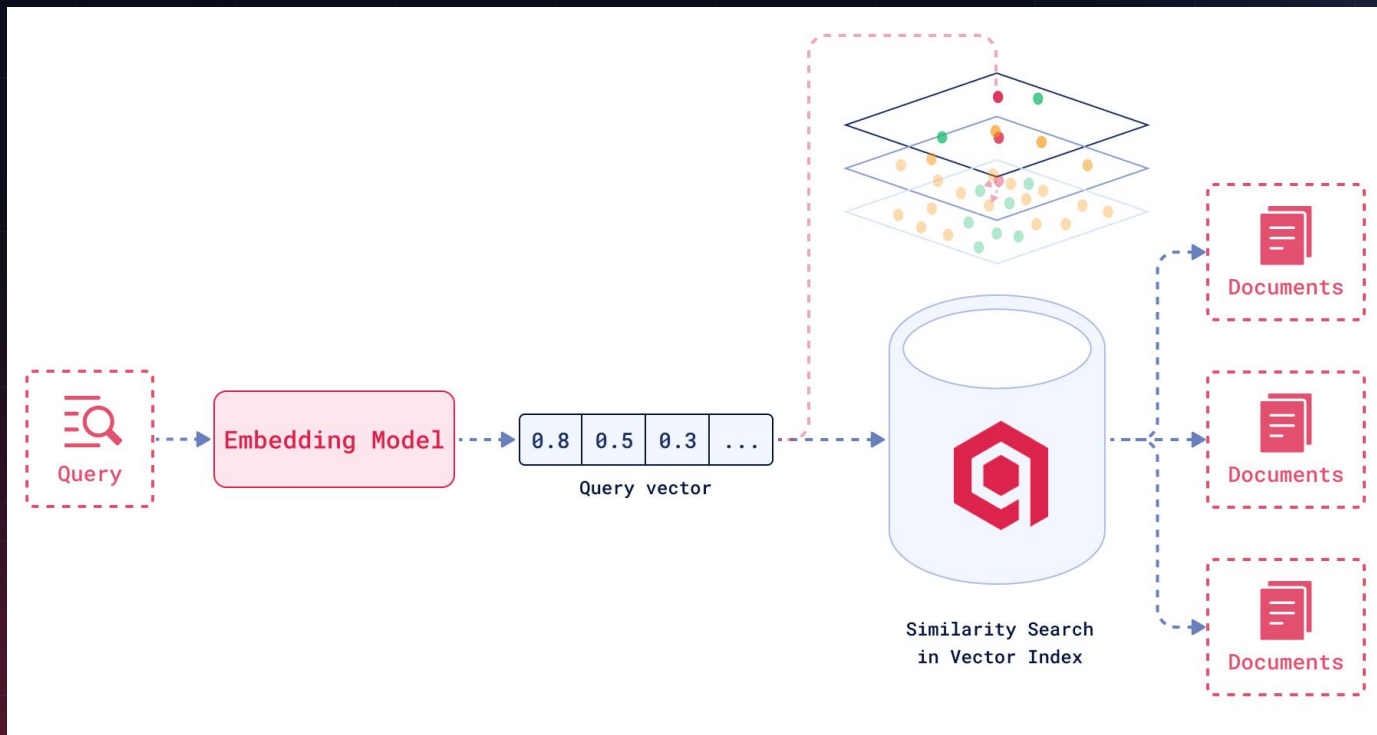 Query
Embedding Model
0.8 0.5 0.3 ...
Query vector
Similarity Search
in Vector Index
Documents
Documents
Documents